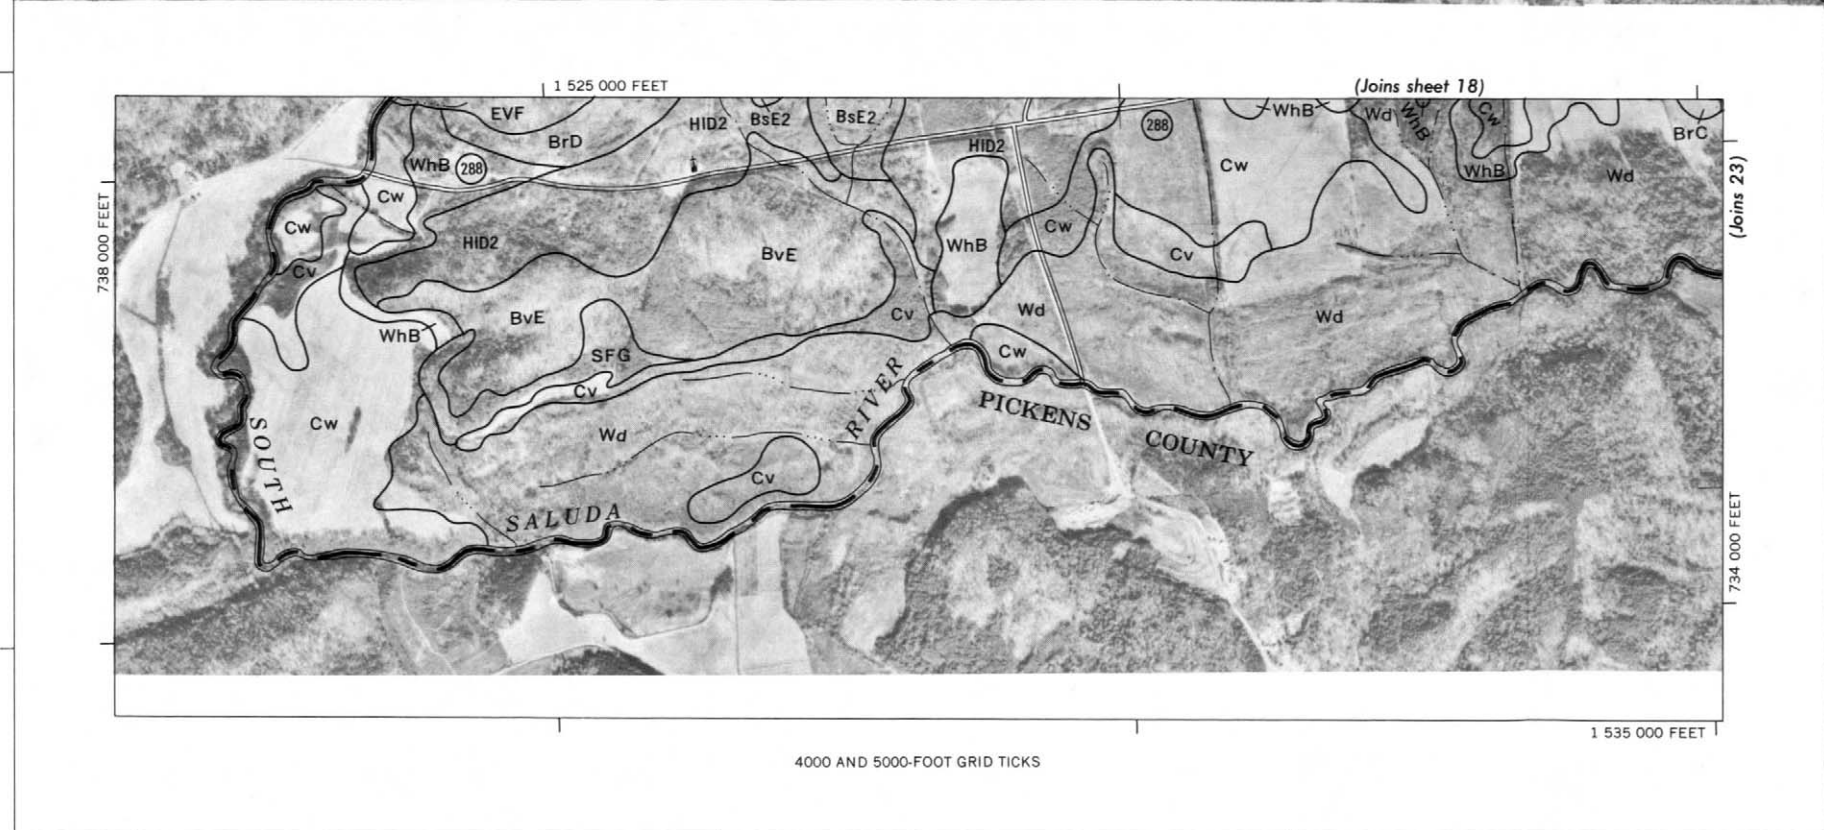 1 525 000 FEET
(Joins sheet 18)
EVF
BrD
HID2
BsE2
BsE2
288
WhB
Wd
WhB
Cw
BrC
WhB
288
HID2
Cw
WhB
Wd
Cw
Cw
HID2
BvE
WhB
Cw
Cv
(Joins 23)
738 000 FEET
Cv
BvE
Cv
Wd
Wd
WhB
SFG
Cw
Cv
RIVER
PICKENS
COUNTY
Cw
Wd
SOUTH
Cv
SALUDA
734 000 FEET
1 535 000 FEET
4000 AND 5000-FOOT GRID TICKS